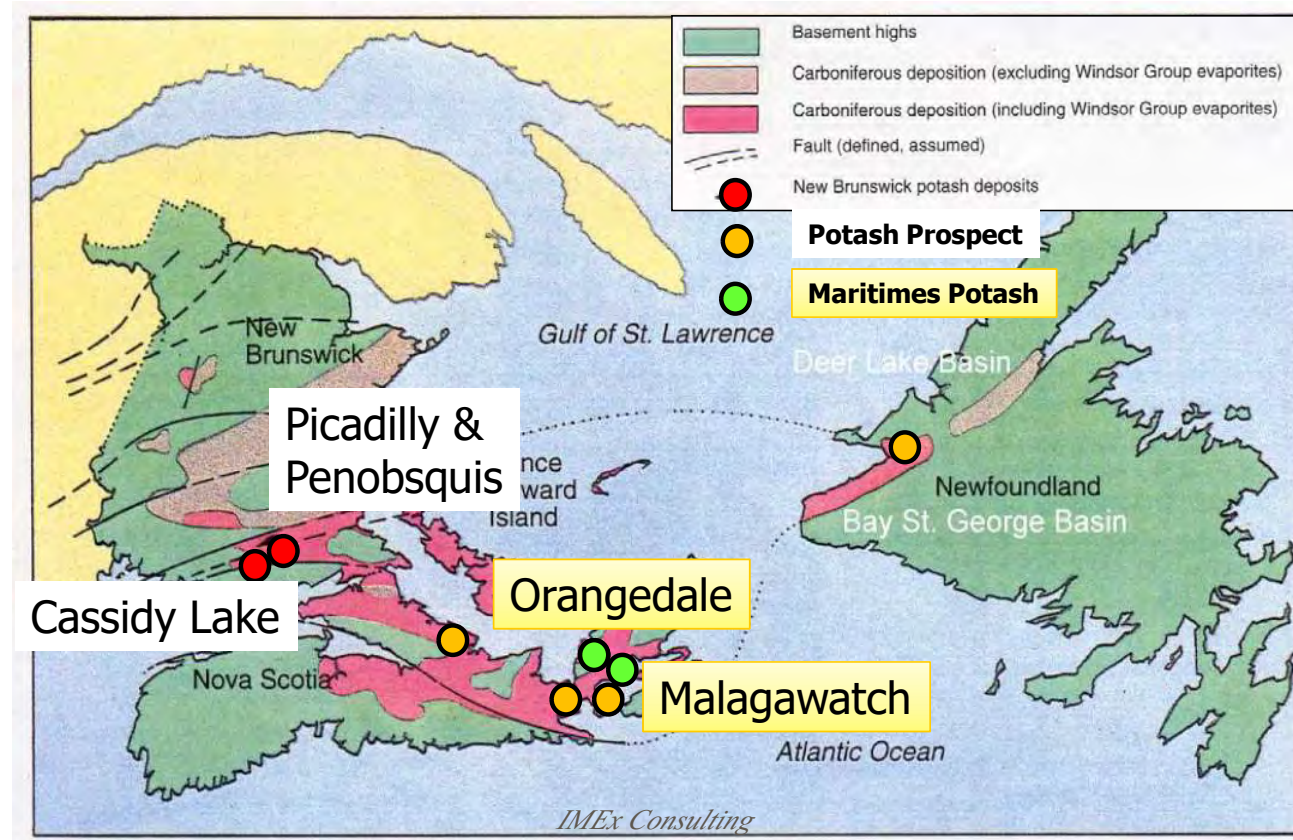 Basement highs
Carboniferous deposition (excluding Windsor Group evaporites)
Carboniferous deposition (including Windsor Group evaporites)
Fault (defined, assumed)
New Brunswick potash deposits
Potash Prospect
Maritimes Potash
New
Brunswick
Gulf of St. Lawrence
Deer Lake Basin
Picadilly &
Penobsquis
Island
Newfoundland
Bay St. George Basin
Orangedale
Cassidy Lake
Nova Scotia
Malagawatch
Atlantic Ocean
IMEx Consulting